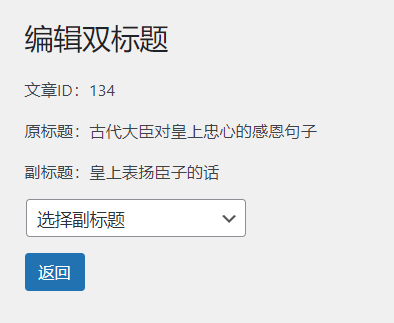 编辑双标题
文章ID：134
原标题：古代大臣对皇上忠心的感恩句子
副标题：皇上表扬臣子的话
选择副标题
返回